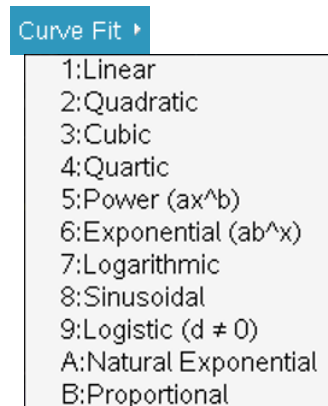 Curve Fit ▸
1:Linear
2:Quadratic
3:Cubic
4:Quartic
5:Power (ax^b)
6:Exponential (ab^x)
7:Logarithmic
8:Sinusoidal
9:Logistic (d ≠ 0)
A:Natural Exponential
B:Proportional